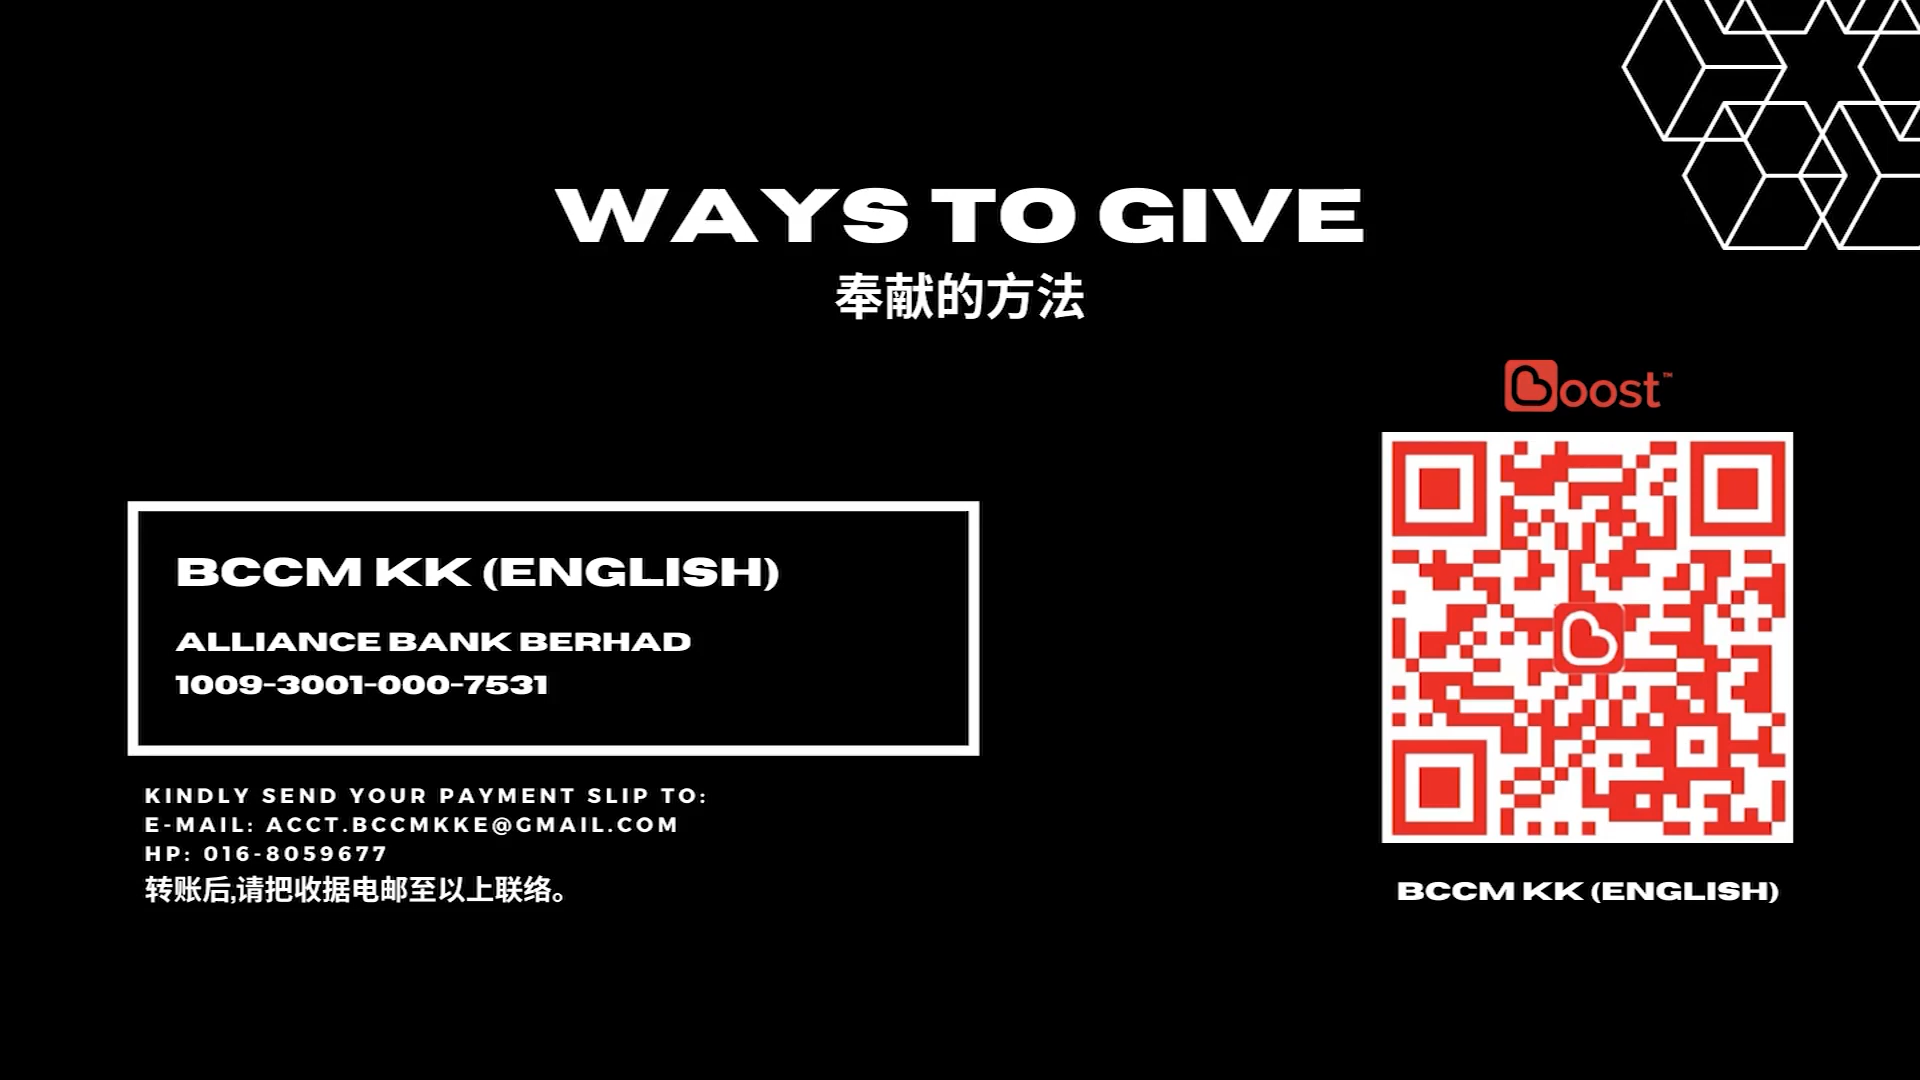 WAYS TO GIVE
奉献的方法
Boost™
BCCM KK (ENGLISH)
ALLIANCE BANK BERHAD
1009-3001-000-7531
KINDLY SEND YOUR PAYMENT SLIP TO:
E-MAIL: ACCT.BCCMKKE@GMAIL.COM
HP: 016-8059677
转账后,请把收据电邮至以上联络。
BCCM KK (ENGLISH)